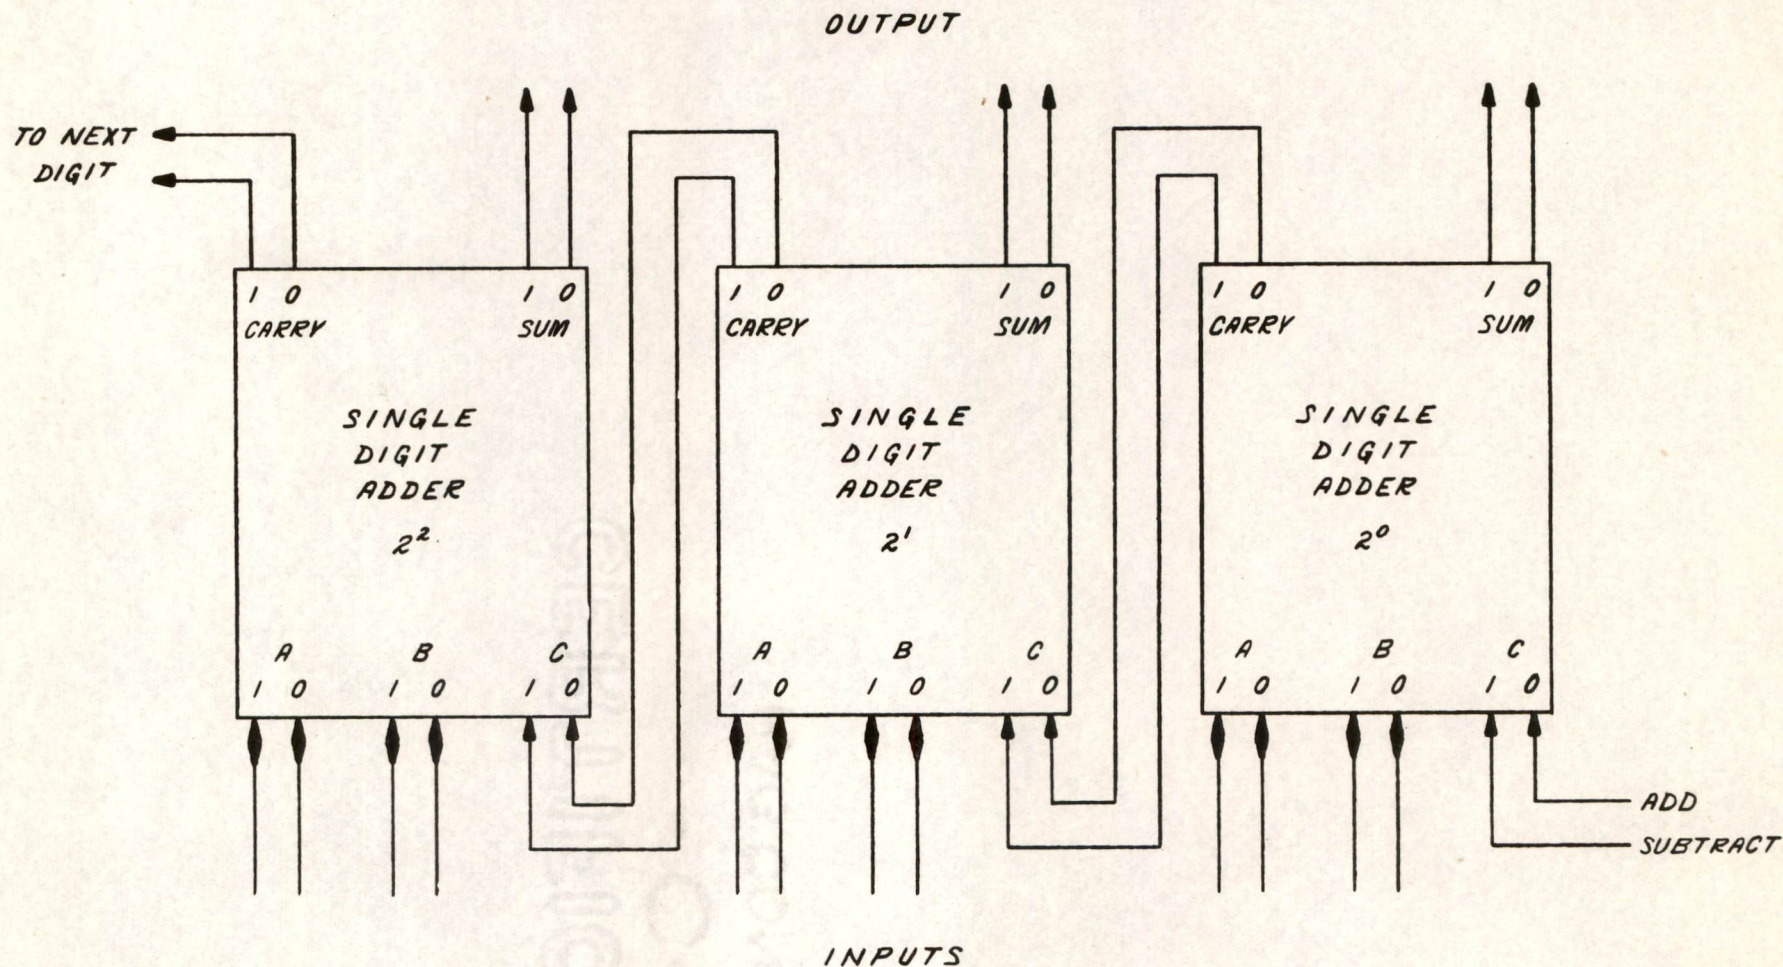 OUTPUT
TO NEXT
DIGIT
1 0 1 0
CARRY SUM
SINGLE
DIGIT
ADDER
2²
A B C
1 0 1 0 1 0
1 0 1 0
CARRY SUM
SINGLE
DIGIT
ADDER
2¹
A B C
1 0 1 0 1 0
1 0 1 0
CARRY SUM
SINGLE
DIGIT
ADDER
2⁰
A B C
1 0 1 0 1 0
ADD
SUBTRACT
INPUTS